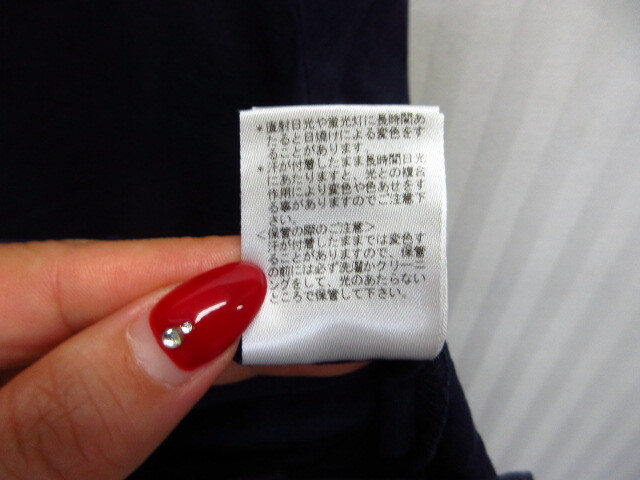 *直射日光や蛍光灯に長時間あ
たると日焼けによる変色をす
ることがあります
*汗が付着したまま長時間日光
にあたりますと、光との複合
作用により変色や色あせをす
る事がありますのでご注意下
さい。
<保管の際のご注意>
汗が付着したままでは変色す
ることがありますので、保管
の前には必ず洗濯かクリーニ
ングをして、光のあたらない
ところで保管して下さい。